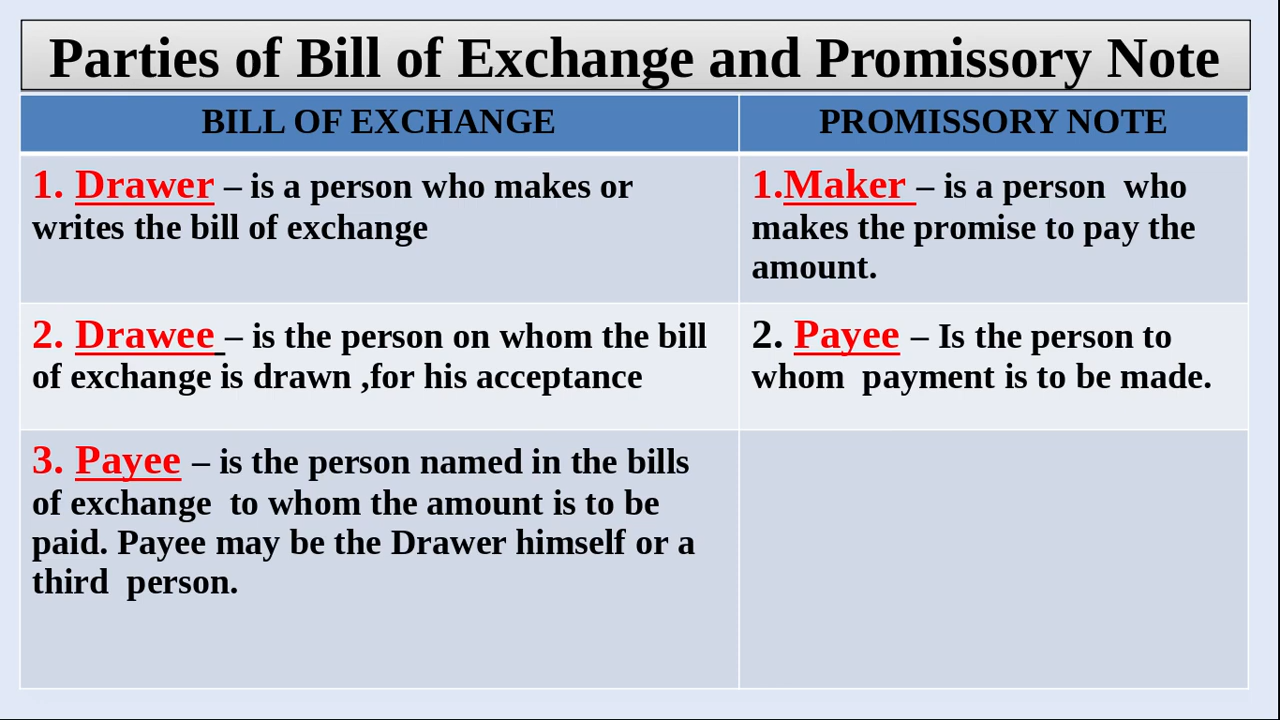 Parties of Bill of Exchange and Promissory Note
BILL OF EXCHANGE
PROMISSORY NOTE
1. Drawer – is a person who makes or
writes the bill of exchange
1.Maker – is a person who
makes the promise to pay the
amount.
2. Drawee – is the person on whom the bill
of exchange is drawn ,for his acceptance
2. Payee – Is the person to
whom payment is to be made.
3. Payee – is the person named in the bills
of exchange to whom the amount is to be
paid. Payee may be the Drawer himself or a
third person.